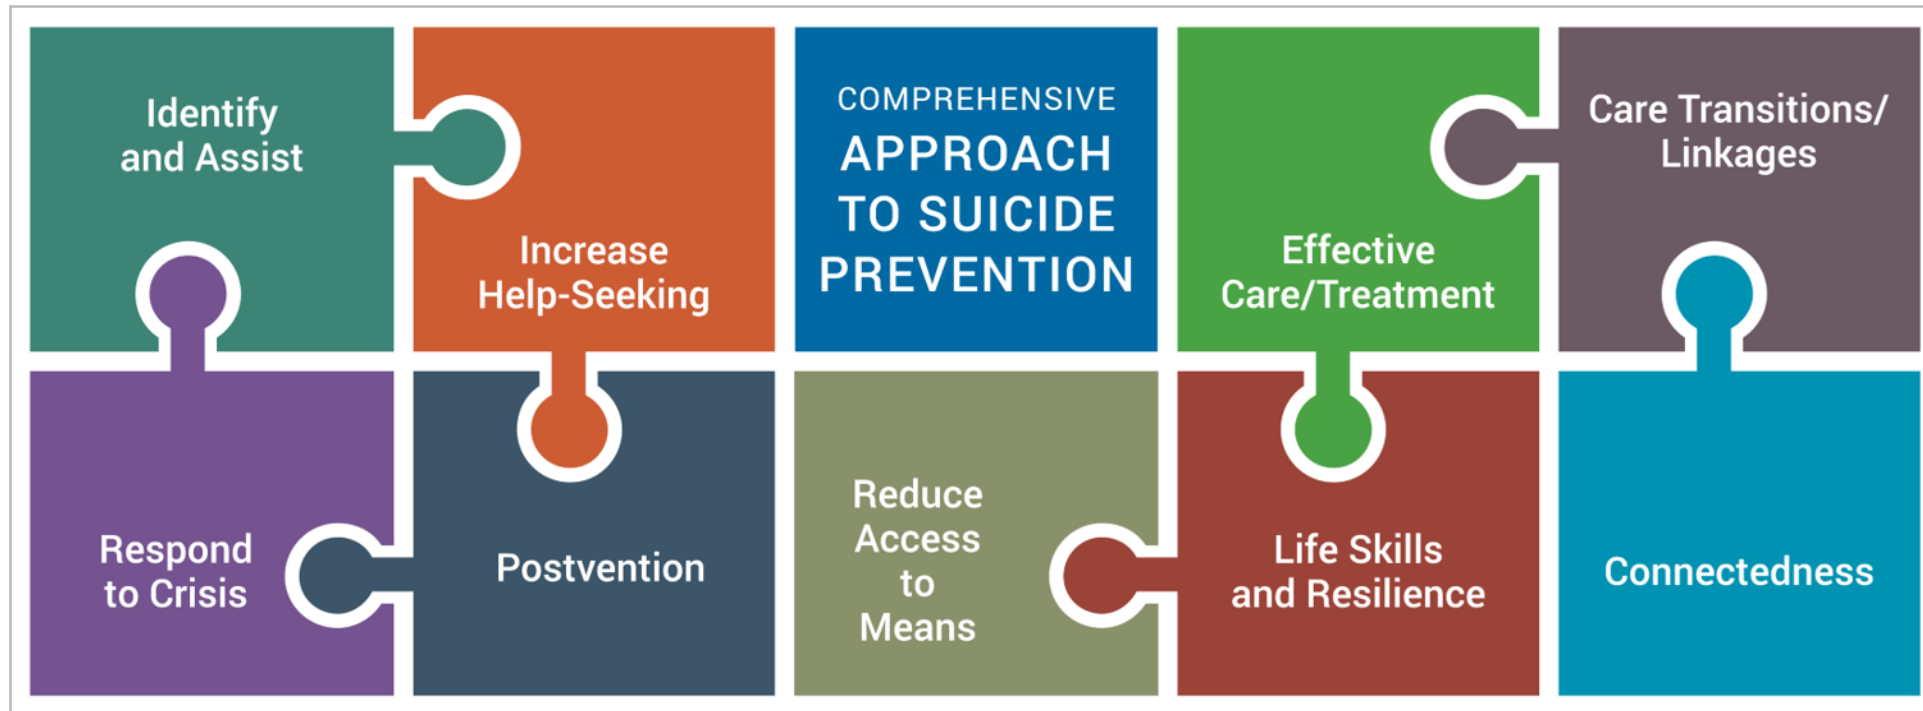 Identify
and Assist
Increase
Help-Seeking
COMPREHENSIVE
APPROACH
TO SUICIDE
PREVENTION
Effective
Care/Treatment
Care Transitions/
Linkages
Respond
to Crisis
Postvention
Reduce
Access
to
Means
Life Skills
and Resilience
Connectedness